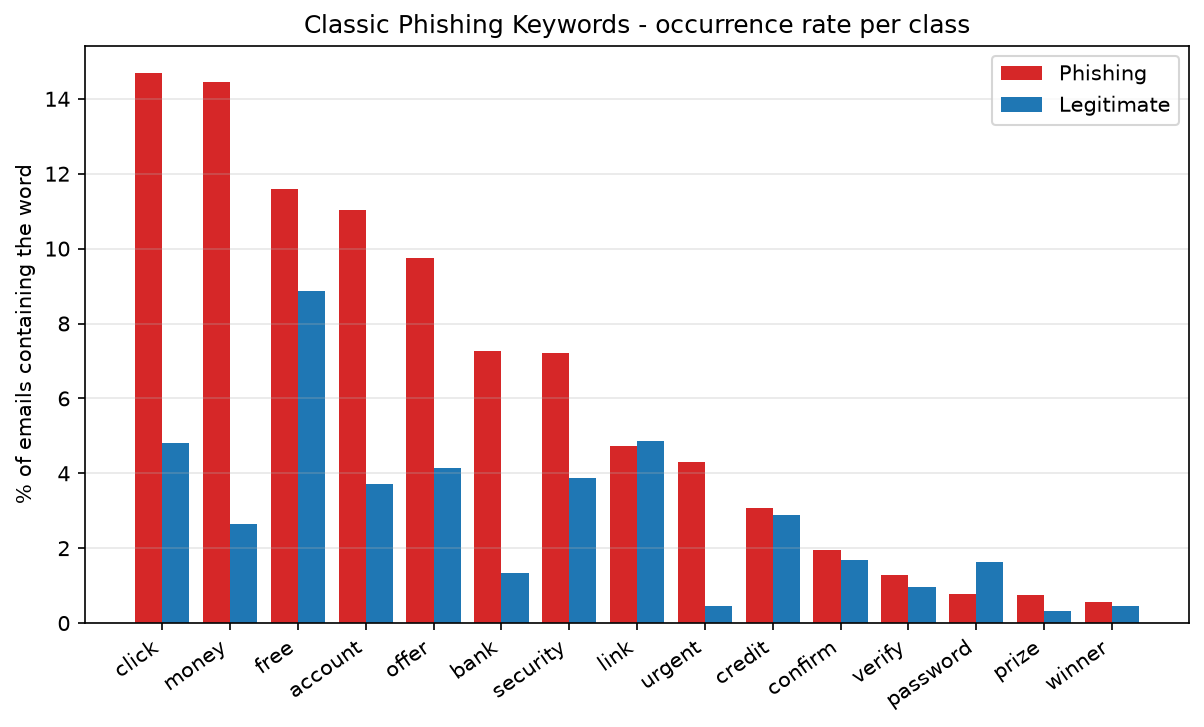 Classic Phishing Keywords - occurrence rate per class
Phishing
Legitimate
% of emails containing the word
14
12
10
8
6
4
2
0
click
money
free
account
offer
bank
security
link
urgent
credit
confirm
verify
password
prize
winner